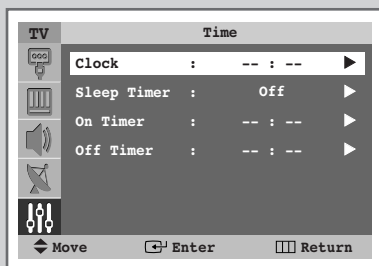 TV Time
Clock : -- : -- ▶
Sleep Timer : Off ▶
On Timer : -- : -- ▶
Off Timer : -- : -- ▶
Move Enter Return